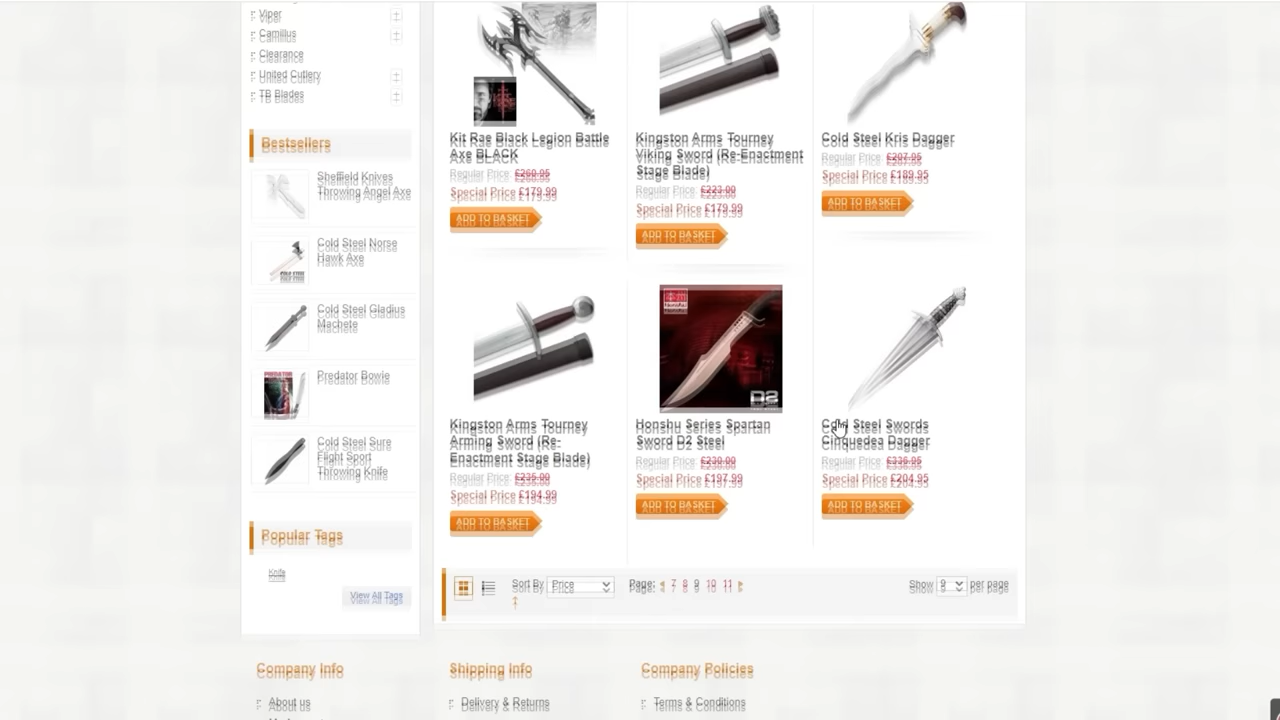 Viper
Camillus
Clearance
United Cutlery
TB Blades
Bestsellers
Sheffield Knives
Throwing Angel Axe
Cold Steel Norse
Hawk Axe
Cold Steel Gladius
Machete
Predator Bowie
Cold Steel Sure
Flight Sport
Throwing Knife
Popular Tags
Knife
View All Tags
Kit Rae Black Legion Battle
Axe BLACK
Regular Price: £260.95
Special Price £179.99
ADD TO BASKET
Kingston Arms Tourney
Viking Sword (Re-Enactment
Stage Blade)
Regular Price: £223.00
Special Price £179.99
ADD TO BASKET
Cold Steel Kris Dagger
Regular Price: £207.95
Special Price £189.95
ADD TO BASKET
Kingston Arms Tourney
Arming Sword (Re-
Enactment Stage Blade)
Regular Price: £235.00
Special Price £194.99
ADD TO BASKET
D2
Honshu Series Spartan
Sword D2 Steel
Regular Price: £230.00
Special Price £197.99
ADD TO BASKET
Cold Steel Swords
Cinquedea Dagger
Regular Price: £336.95
Special Price £204.95
ADD TO BASKET
Sort By Price
Page: 7 8 9 10 11
Show 9 per page
Company Info
About us
Shipping Info
Delivery & Returns
Company Policies
Terms & Conditions